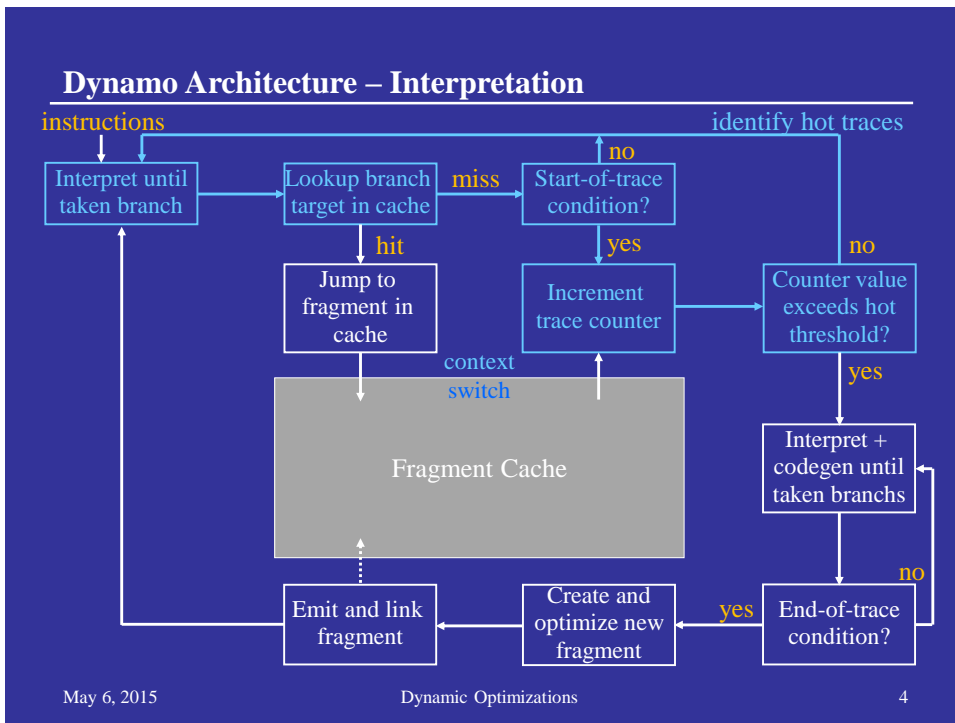 Dynamo Architecture – Interpretation
instructions
identify hot traces
no
Interpret until
taken branch
Lookup branch
target in cache
miss
Start-of-trace
condition?
hit
yes
no
Jump to
fragment in
cache
Increment
trace counter
Counter value
exceeds hot
threshold?
context
switch
yes
Fragment Cache
Interpret +
codegen until
taken branchs
no
Emit and link
fragment
Create and
optimize new
fragment
yes
End-of-trace
condition?
May 6, 2015
Dynamic Optimizations
4